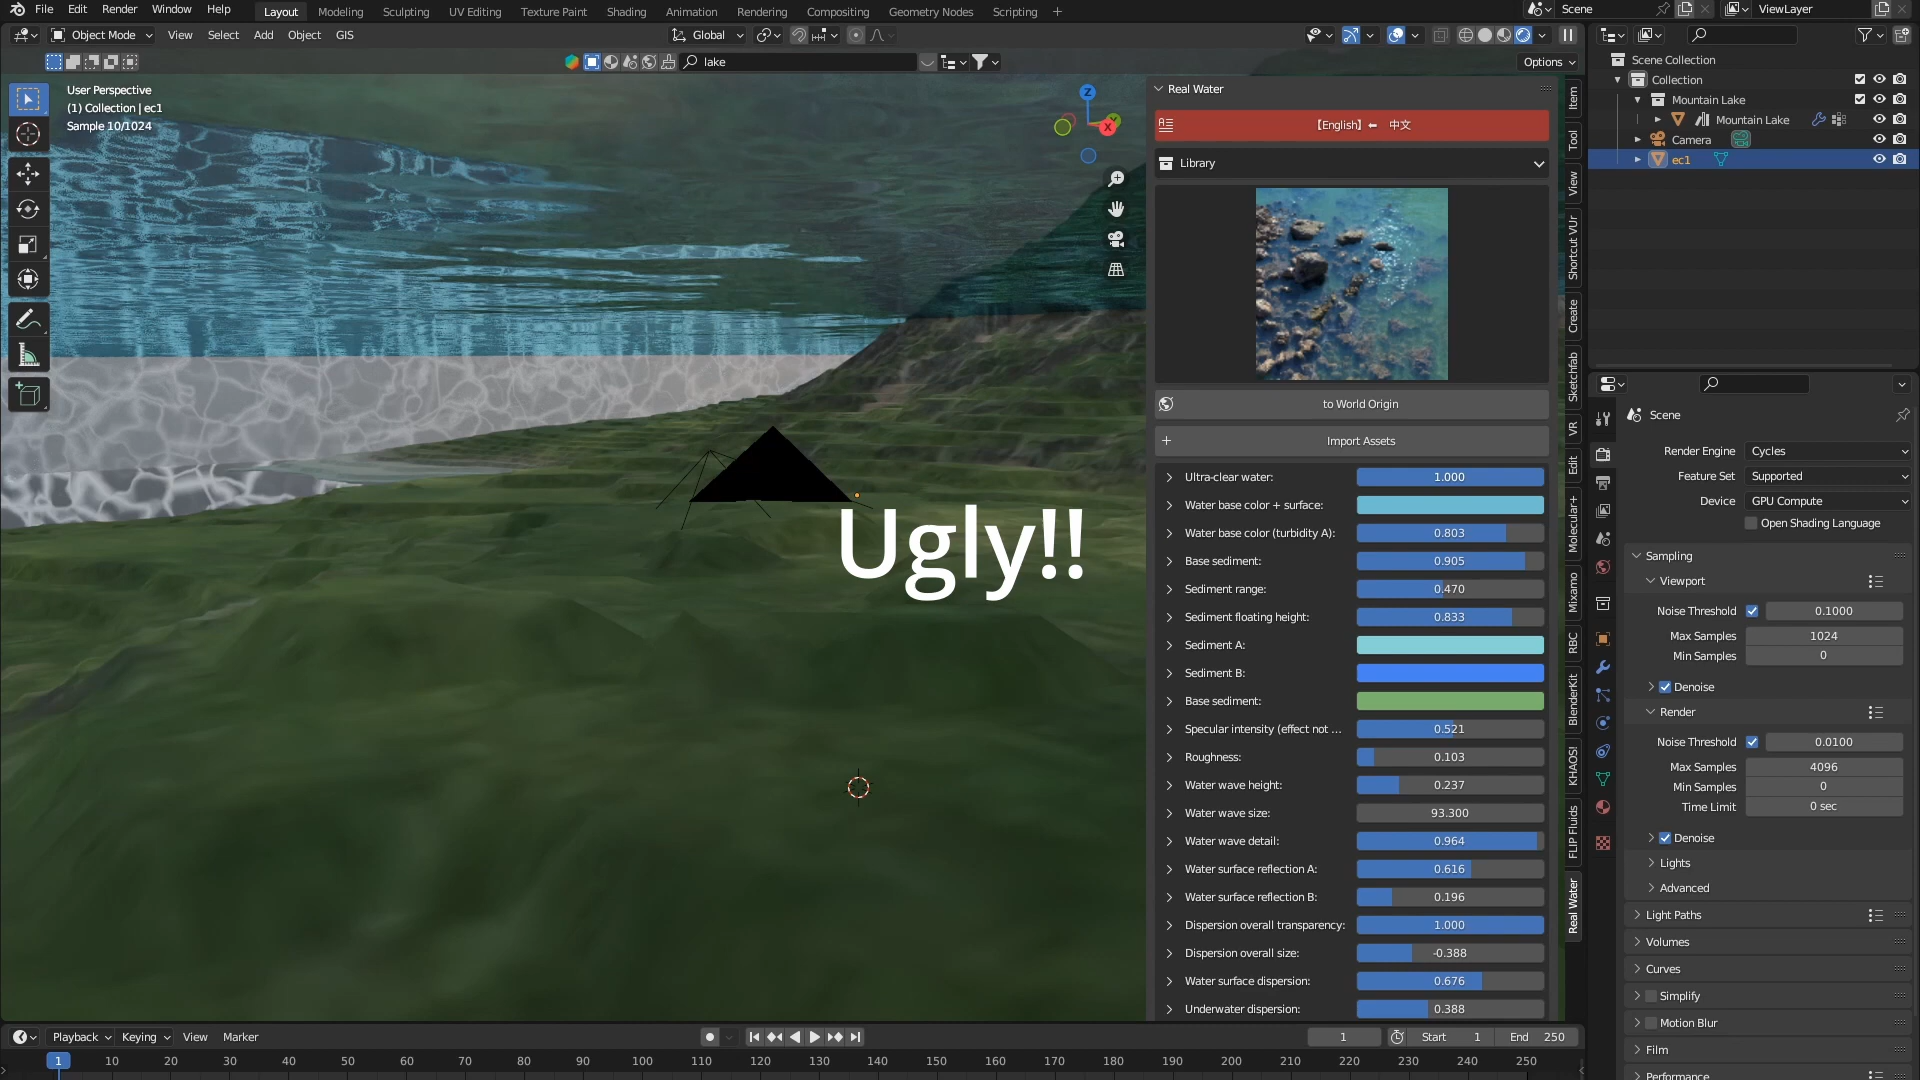 File Edit Render Window Help Layout Modeling Sculpting UV Editing Texture Paint Shading Animation Rendering Compositing Geometry Nodes Scripting + Scene ViewLayer
Object Mode View Select Add Object GIS Global
lake Options
User Perspective
(1) Collection | ec1
Sample 10/1024
Z
Y
X
Ugly!!
Real Water
【English】⬅ 中文
Library
to World Origin
Import Assets
Ultra-clear water: 1.000
Water base color + surface:
Water base color (turbidity A): 0.803
Base sediment: 0.905
Sediment range: 0.470
Sediment floating height: 0.833
Sediment A:
Sediment B:
Base sediment:
Specular intensity (effect not ... 0.521
Roughness: 0.103
Water wave height: 0.237
Water wave size: 93.300
Water wave detail: 0.964
Water surface reflection A: 0.616
Water surface reflection B: 0.196
Dispersion overall transparency: 1.000
Dispersion overall size: -0.388
Water surface dispersion: 0.676
Underwater dispersion: 0.388
Item
Tool
View
Shortcut VUr
Create
Sketchfab
VR
Edit
Molecular+
Mixamo
RBC
BlenderKit
KHAOS!
FLIP Fluids
Real Water
Scene Collection
Collection
Mountain Lake
Mountain Lake
Camera
ec1
Scene
Render Engine Cycles
Feature Set Supported
Device GPU Compute
Open Shading Language
Sampling
Viewport
Noise Threshold 0.1000
Max Samples 1024
Min Samples 0
Denoise
Render
Noise Threshold 0.0100
Max Samples 4096
Min Samples 0
Time Limit 0 sec
Denoise
Lights
Advanced
Light Paths
Volumes
Curves
Simplify
Motion Blur
Film
Performance
Playback Keying View Marker 1 Start 1 End 250
1 10 20 30 40 50 60 70 80 90 100 110 120 130 140 150 160 170 180 190 200 210 220 230 240 250